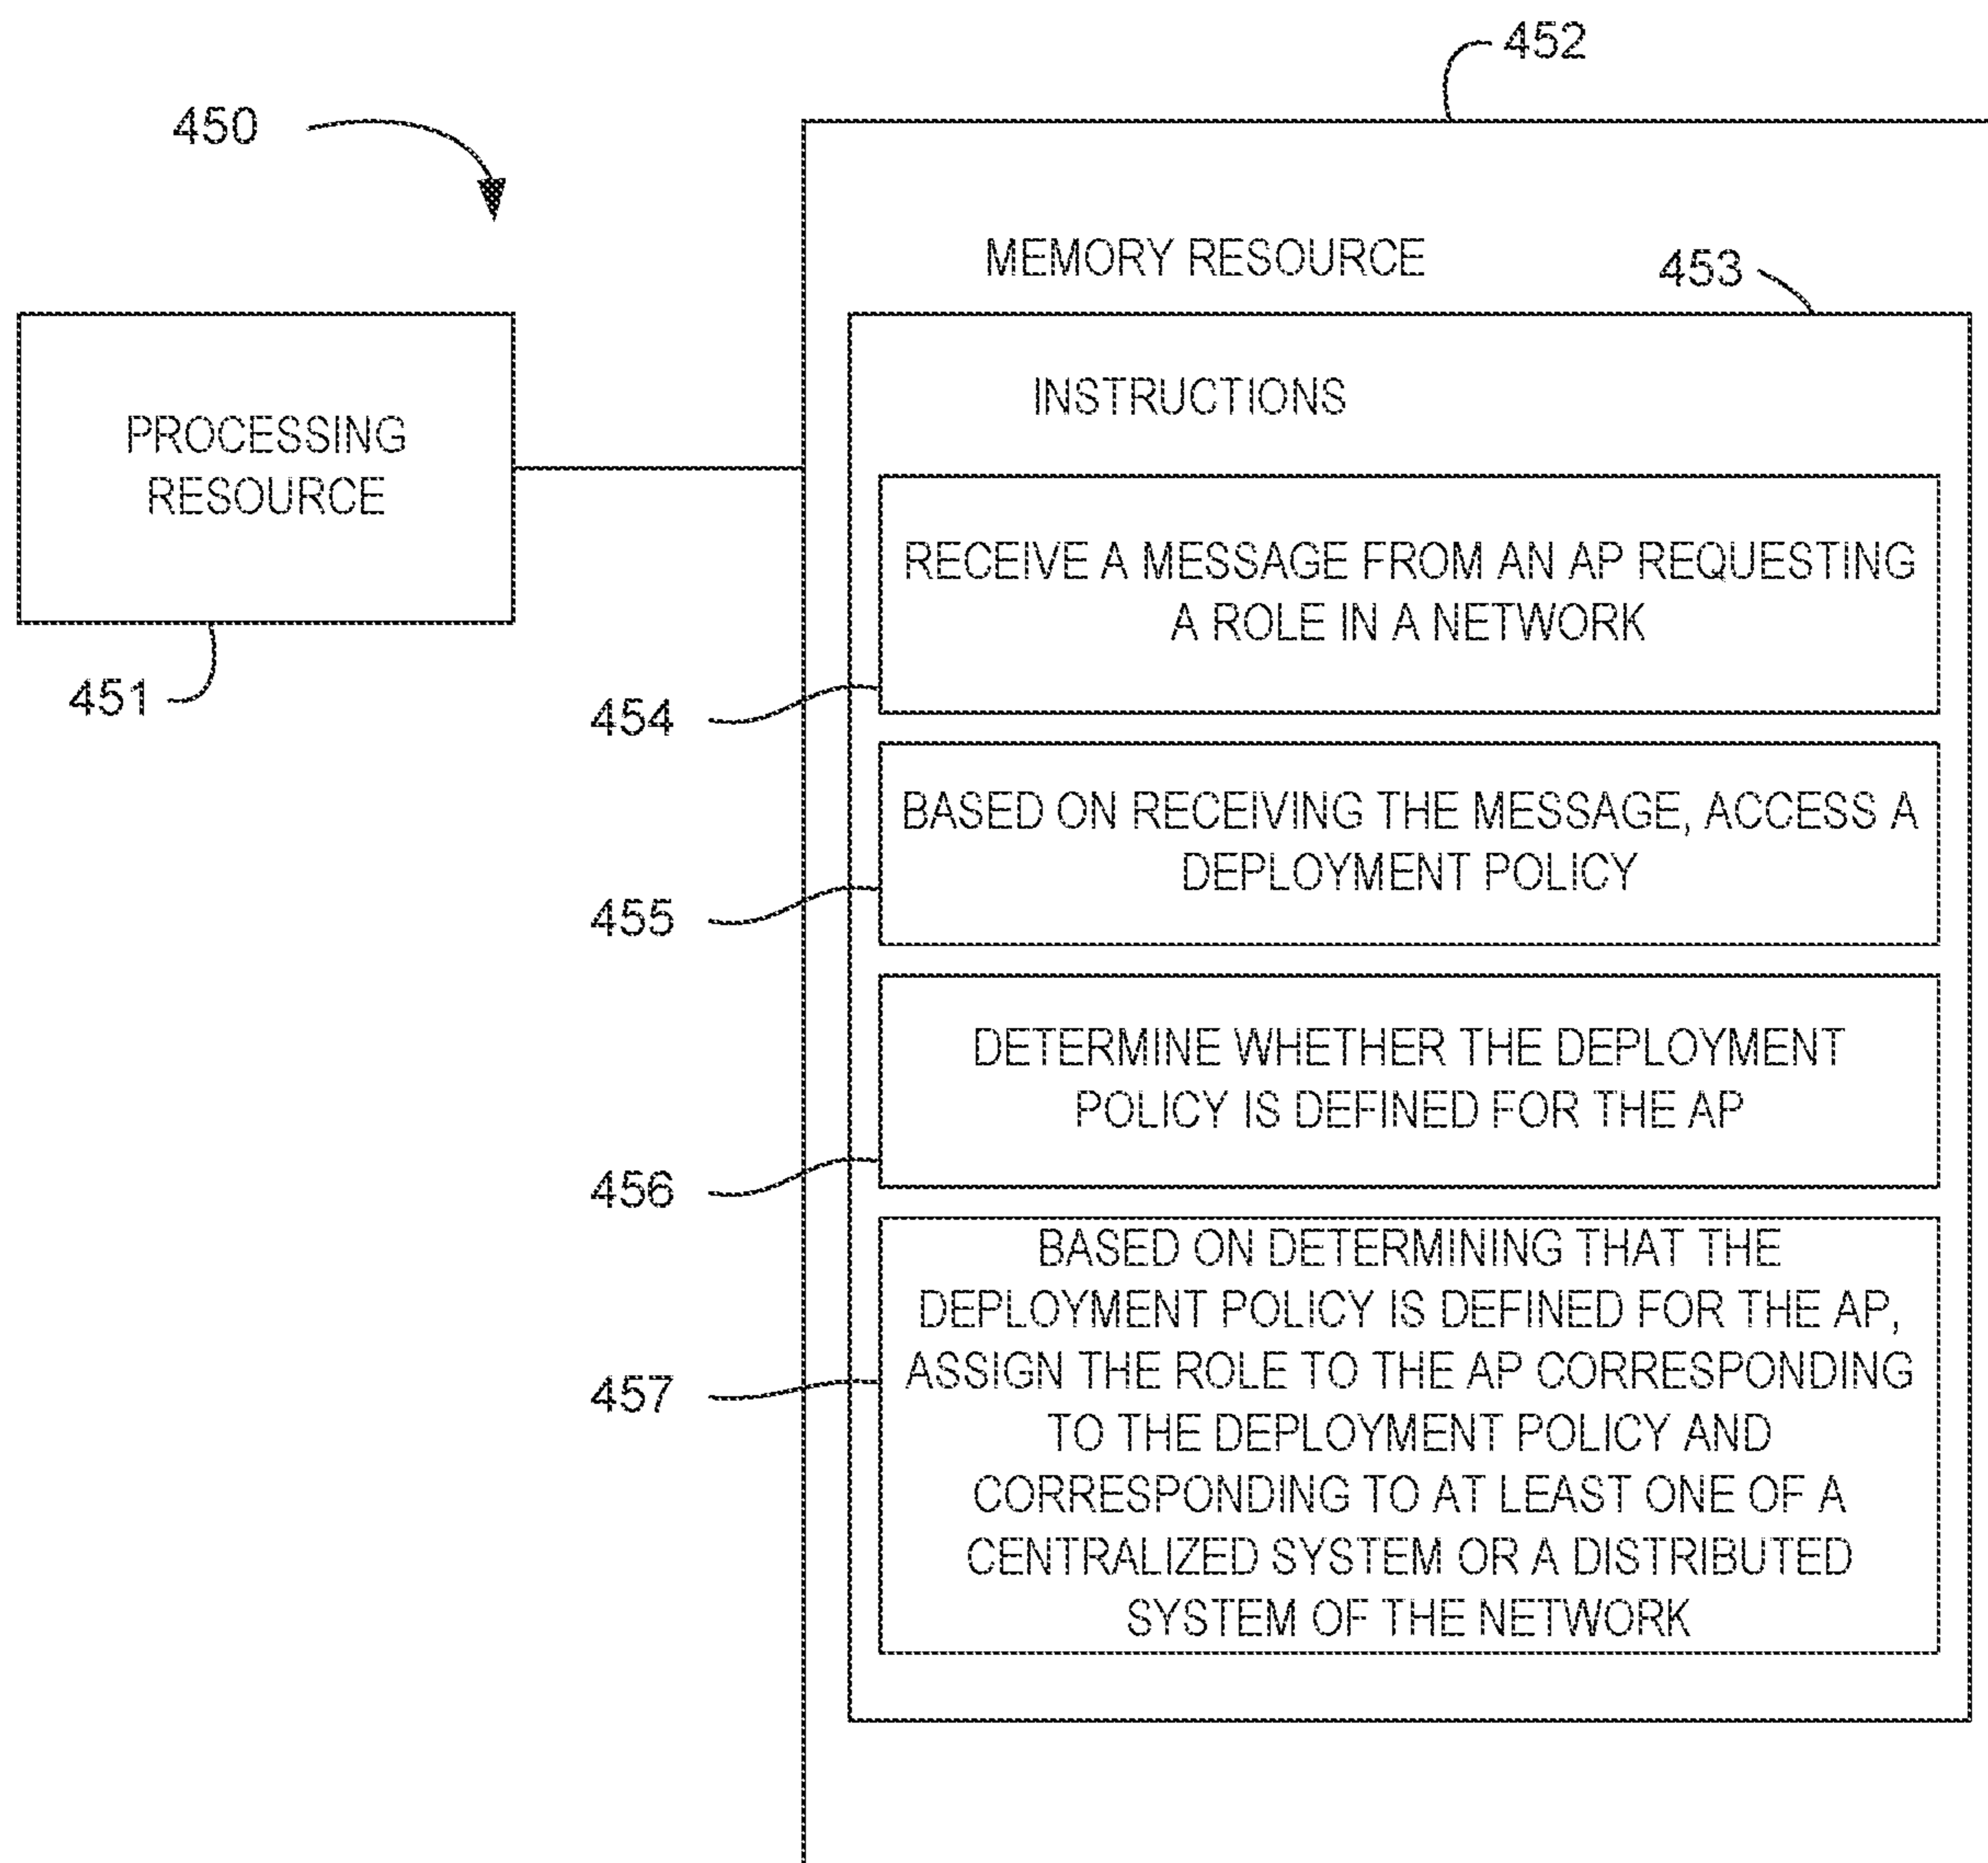 452
450
MEMORY RESOURCE
453
INSTRUCTIONS
PROCESSING
RESOURCE
451
RECEIVE A MESSAGE FROM AN AP REQUESTING
A ROLE IN A NETWORK
454
BASED ON RECEIVING THE MESSAGE, ACCESS A
DEPLOYMENT POLICY
455
DETERMINE WHETHER THE DEPLOYMENT
POLICY IS DEFINED FOR THE AP
456
BASED ON DETERMINING THAT THE
DEPLOYMENT POLICY IS DEFINED FOR THE AP,
ASSIGN THE ROLE TO THE AP CORRESPONDING
TO THE DEPLOYMENT POLICY AND
CORRESPONDING TO AT LEAST ONE OF A
CENTRALIZED SYSTEM OR A DISTRIBUTED
SYSTEM OF THE NETWORK
457